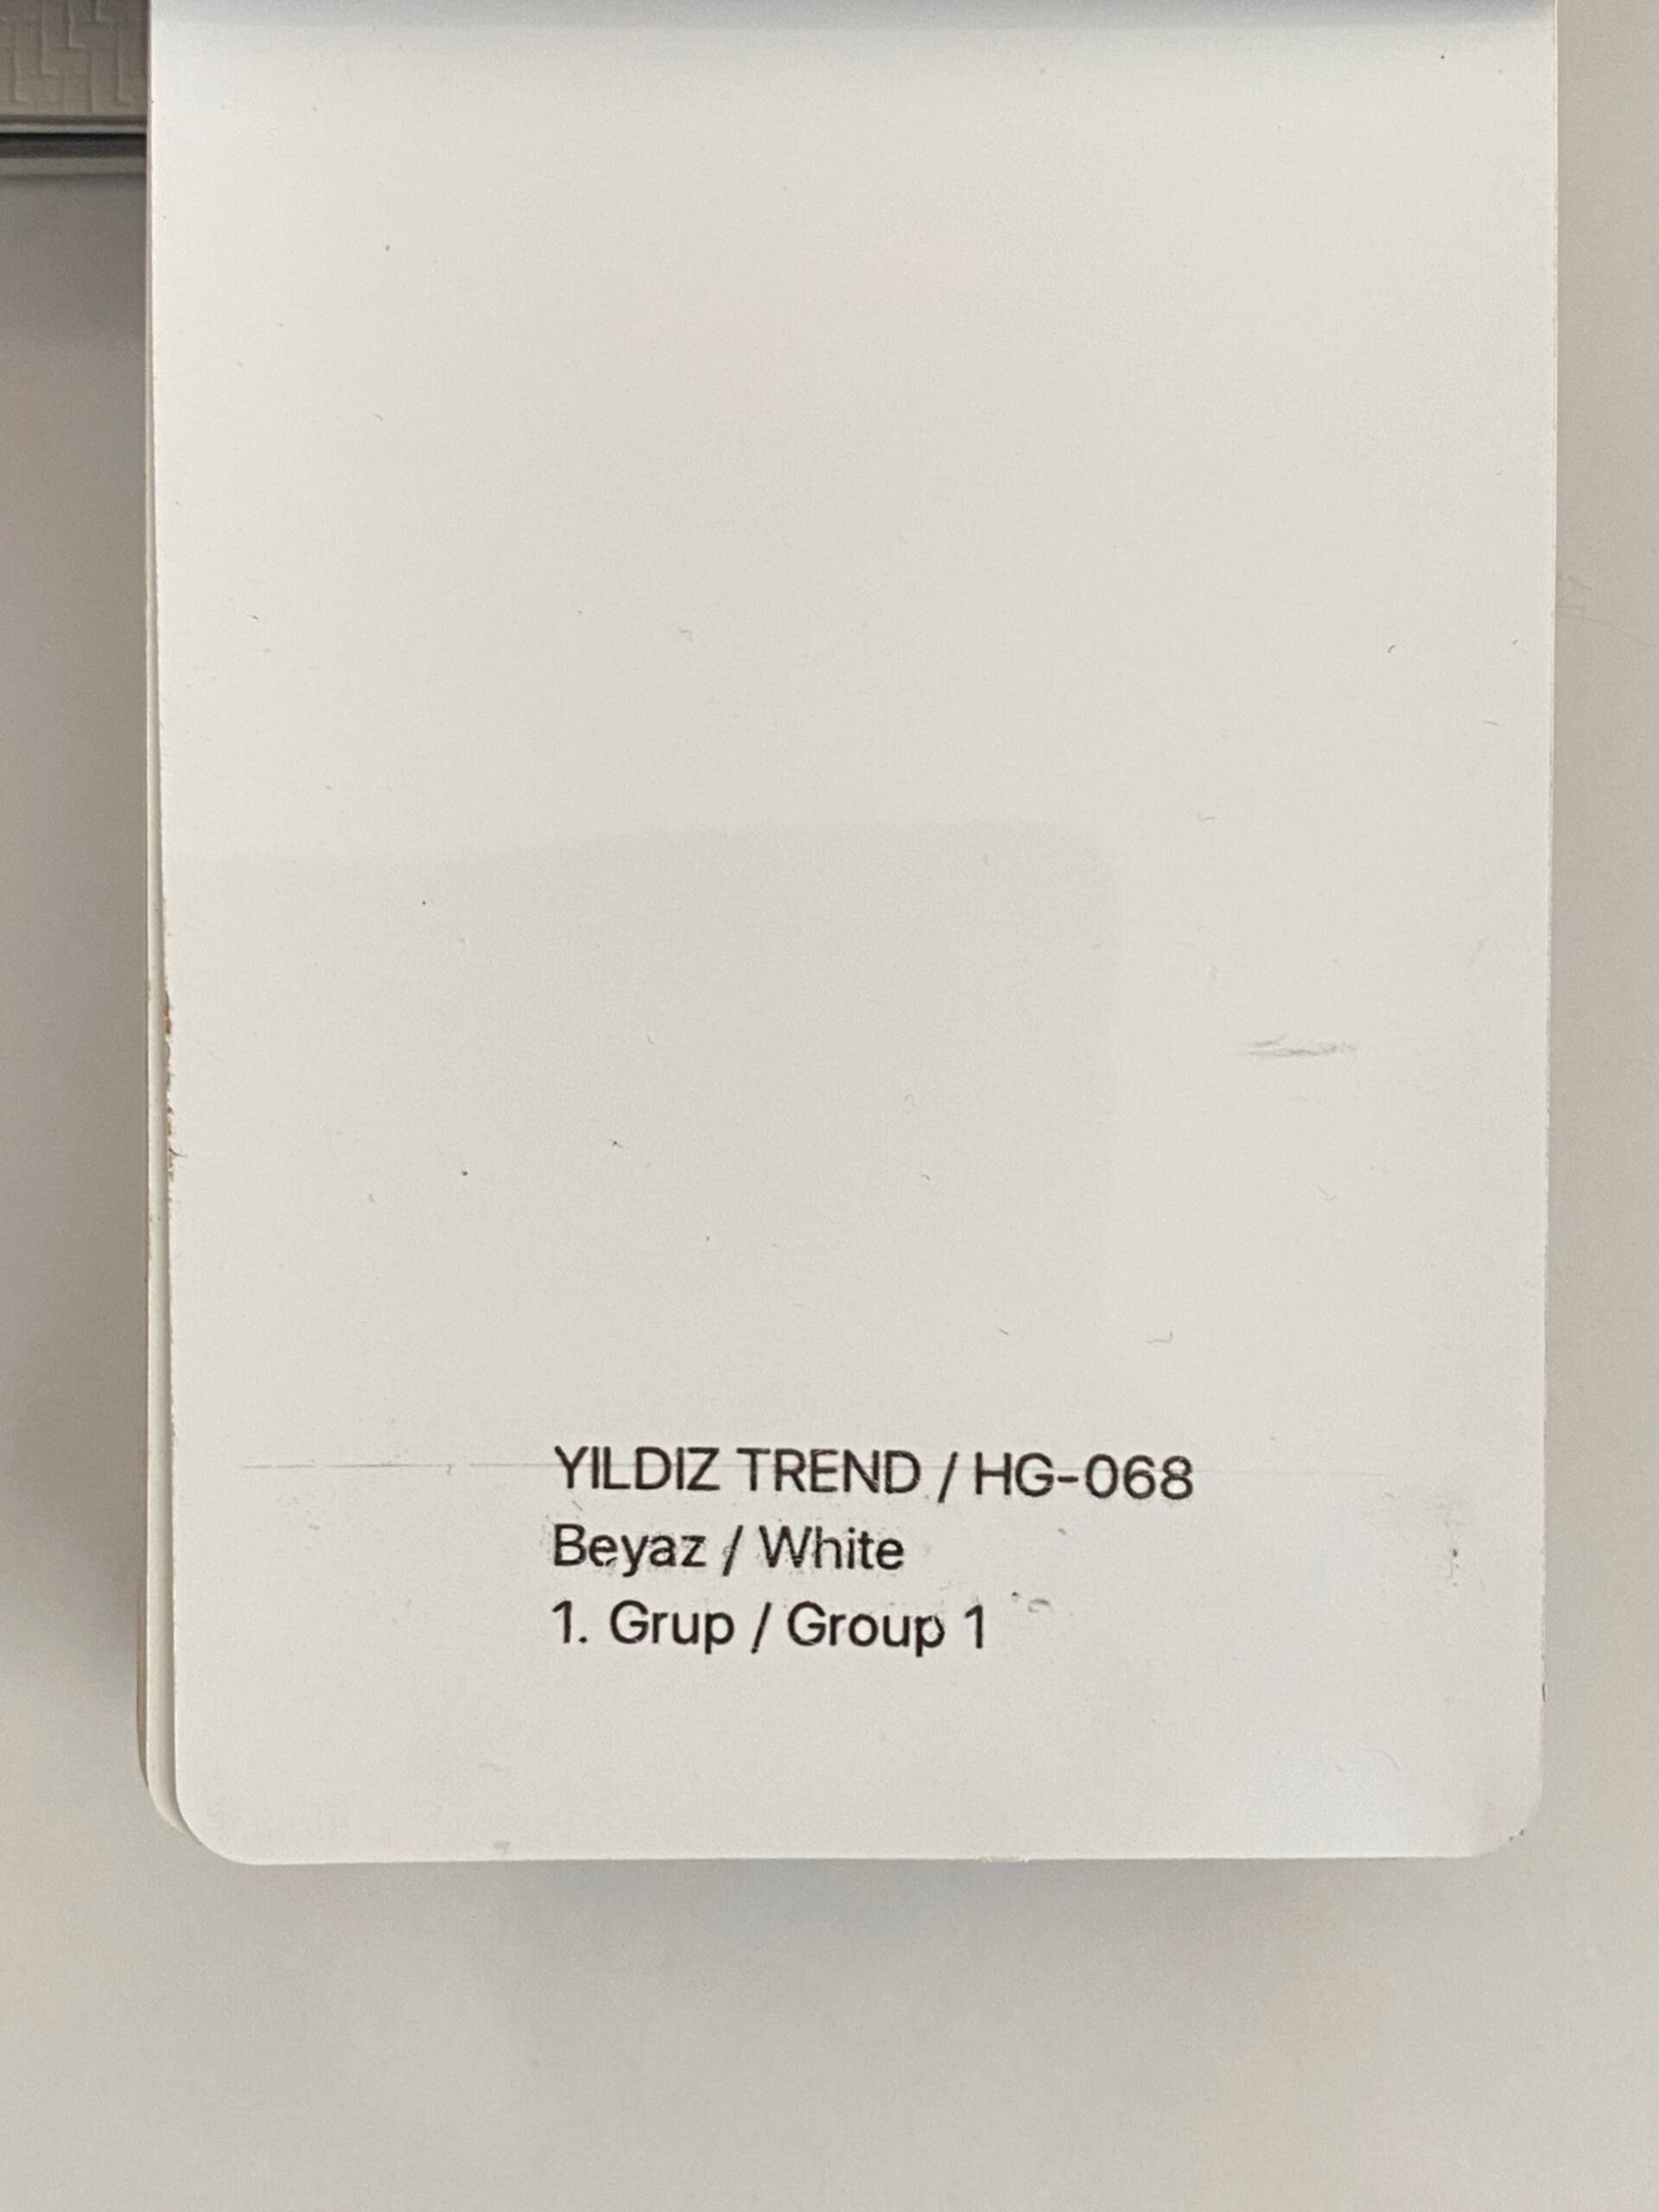 YILDIZ TREND / HG-068
Beyaz / White
1. Grup / Group 1